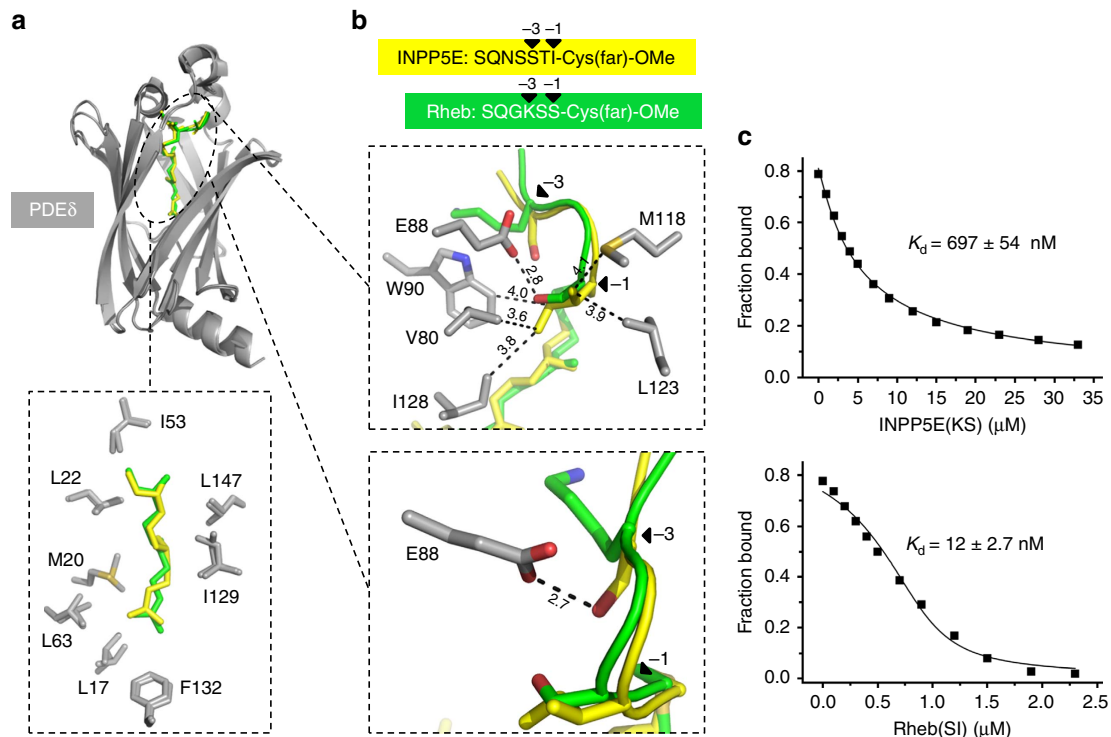 a
PDEδ
I53
L22
L147
M20
I129
L63
L17
F132
b
–3 –1
INPP5E: SQNSSTI-Cys(far)-OMe
–3 –1
Rheb: SQGKSS-Cys(far)-OMe
–3
E88
M118
2.8
4.1
W90
4.0
–1
3.6
3.9
V80
3.8
I128
L123
E88
–3
2.7
–1
c
Fraction bound
0.8
0.6
0.4
0.2
0.0
Kd = 697 ± 54 nM
0 5 10 15 20 25 30 35
INPP5E(KS) (μM)
Fraction bound
0.8
0.6
0.4
0.2
0.0
Kd = 12 ± 2.7 nM
0.0 0.5 1.0 1.5 2.0 2.5
Rheb(SI) (μM)